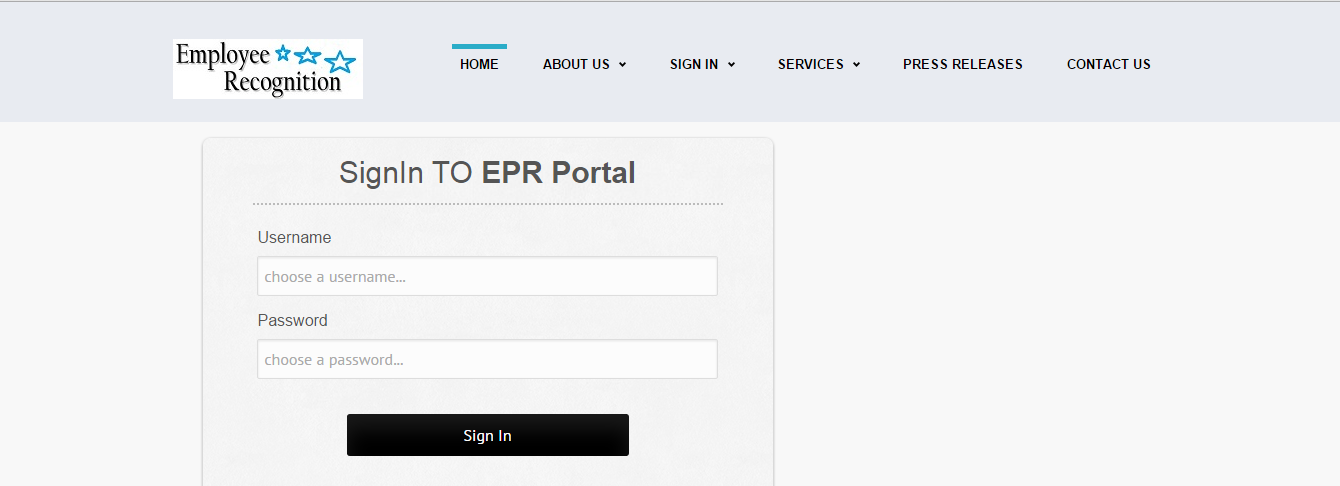 Employee
Recognition
HOME
ABOUT US
SIGN IN
SERVICES
PRESS RELEASES
CONTACT US
SignIn TO EPR Portal
Username
choose a username...
Password
choose a password...
Sign In